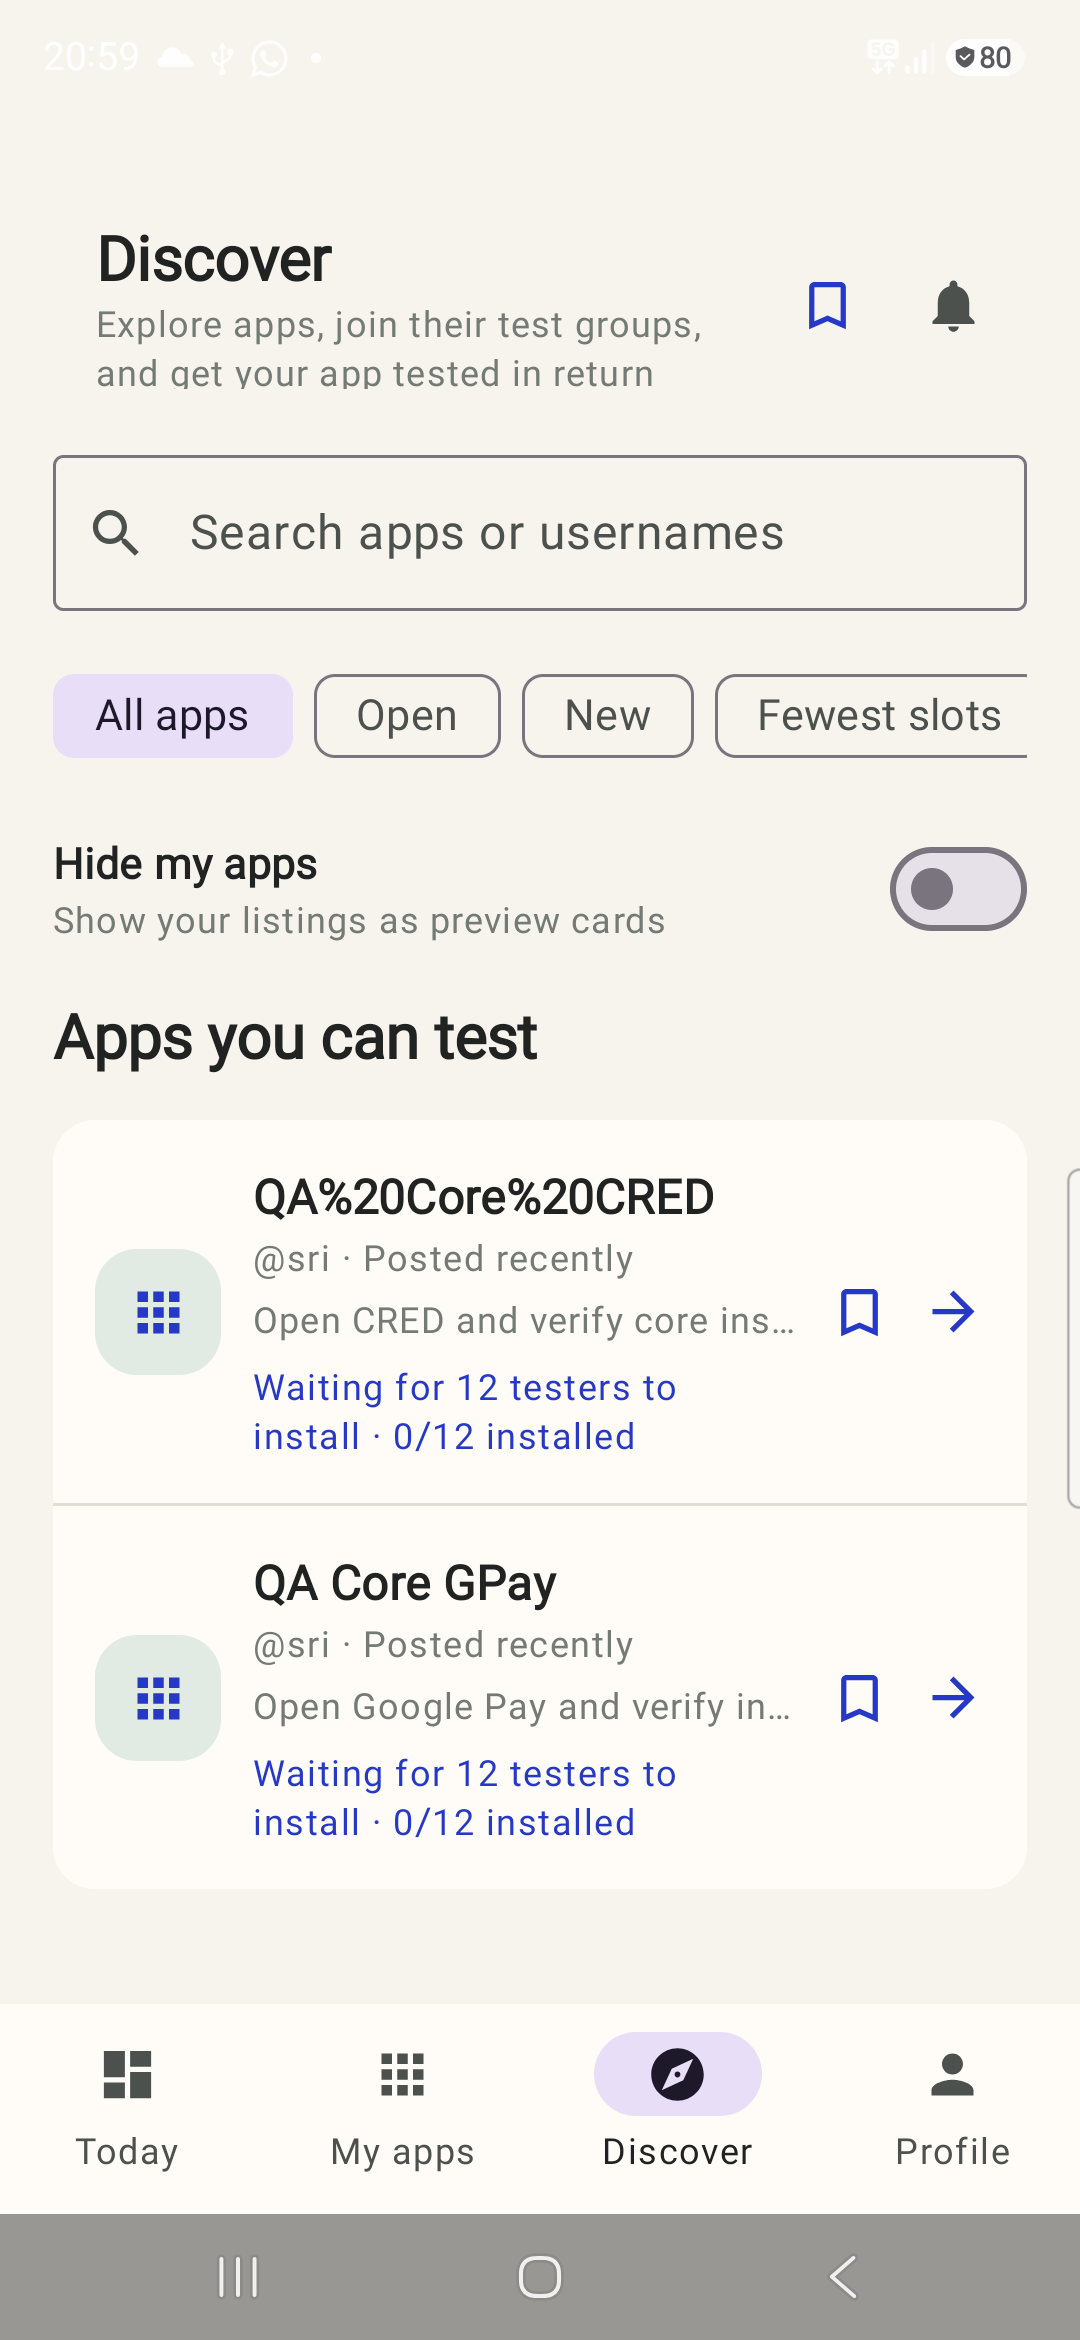 20:59
5G
80
Discover
Explore apps, join their test groups,
and get your app tested in return
Search apps or usernames
All apps
Open
New
Fewest slots
Hide my apps
Show your listings as preview cards
Apps you can test
QA%20Core%20CRED
@sri · Posted recently
Open CRED and verify core ins…
Waiting for 12 testers to
install · 0/12 installed
QA Core GPay
@sri · Posted recently
Open Google Pay and verify in…
Waiting for 12 testers to
install · 0/12 installed
Today
My apps
Discover
Profile